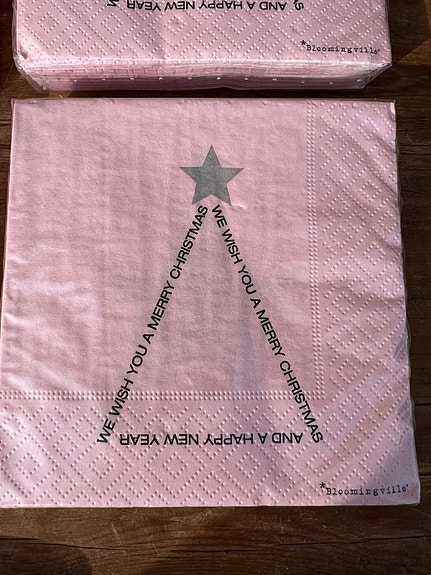 AND A HAPPY NEW YEAR
*Bloomingville®
WE WISH YOU A MERRY CHRISTMAS
WE WISH YOU A MERRY CHRISTMAS
AND A HAPPY NEW YEAR
*Bloomingville®